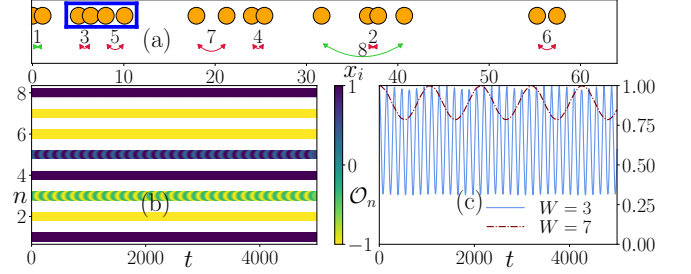 1 3 5 (a) 7 4 8 2 6
0 10 20 30 x_i 40 50 60
8
6
4
n
2
(b)
0 2000 t 4000
1
0
O_n
−1
(c)
W = 3
W = 7
0 1000 2000 3000 t 4000
1.00
0.75
0.50
0.25
0.00